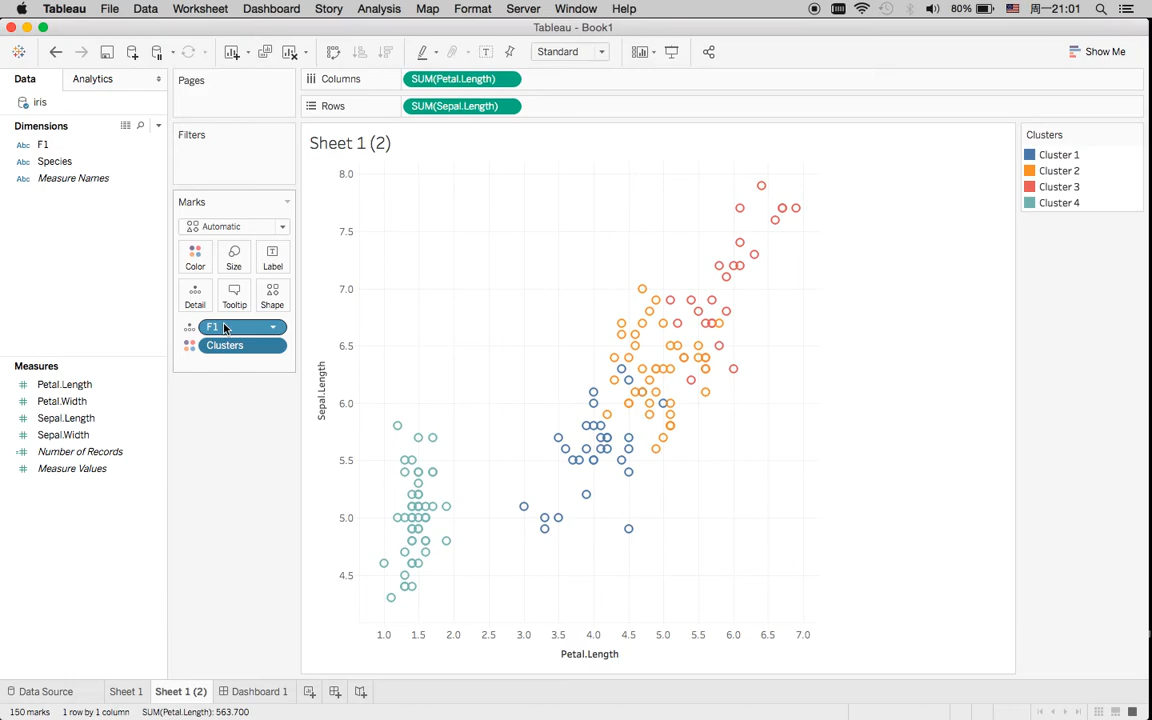 Tableau File Data Worksheet Dashboard Story Analysis Map Format Server Window Help 80% 周一21:01
Tableau - Book1
Standard Show Me
Data Analytics
iris
Dimensions
Abc F1
Abc Species
Abc Measure Names
Measures
Petal.Length
Petal.Width
Sepal.Length
Sepal.Width
Number of Records
Measure Values
Pages
Filters
Marks
Automatic
Color Size Label
Detail Tooltip Shape
F1
Clusters
Columns SUM(Petal.Length)
Rows SUM(Sepal.Length)
Sheet 1 (2)
8.0
7.5
7.0
6.5
6.0
5.5
5.0
4.5
Sepal.Length
1.0 1.5 2.0 2.5 3.0 3.5 4.0 4.5 5.0 5.5 6.0 6.5 7.0
Petal.Length
Clusters
Cluster 1
Cluster 2
Cluster 3
Cluster 4
Data Source Sheet 1 Sheet 1 (2) Dashboard 1
150 marks 1 row by 1 column SUM(Petal.Length): 563.700